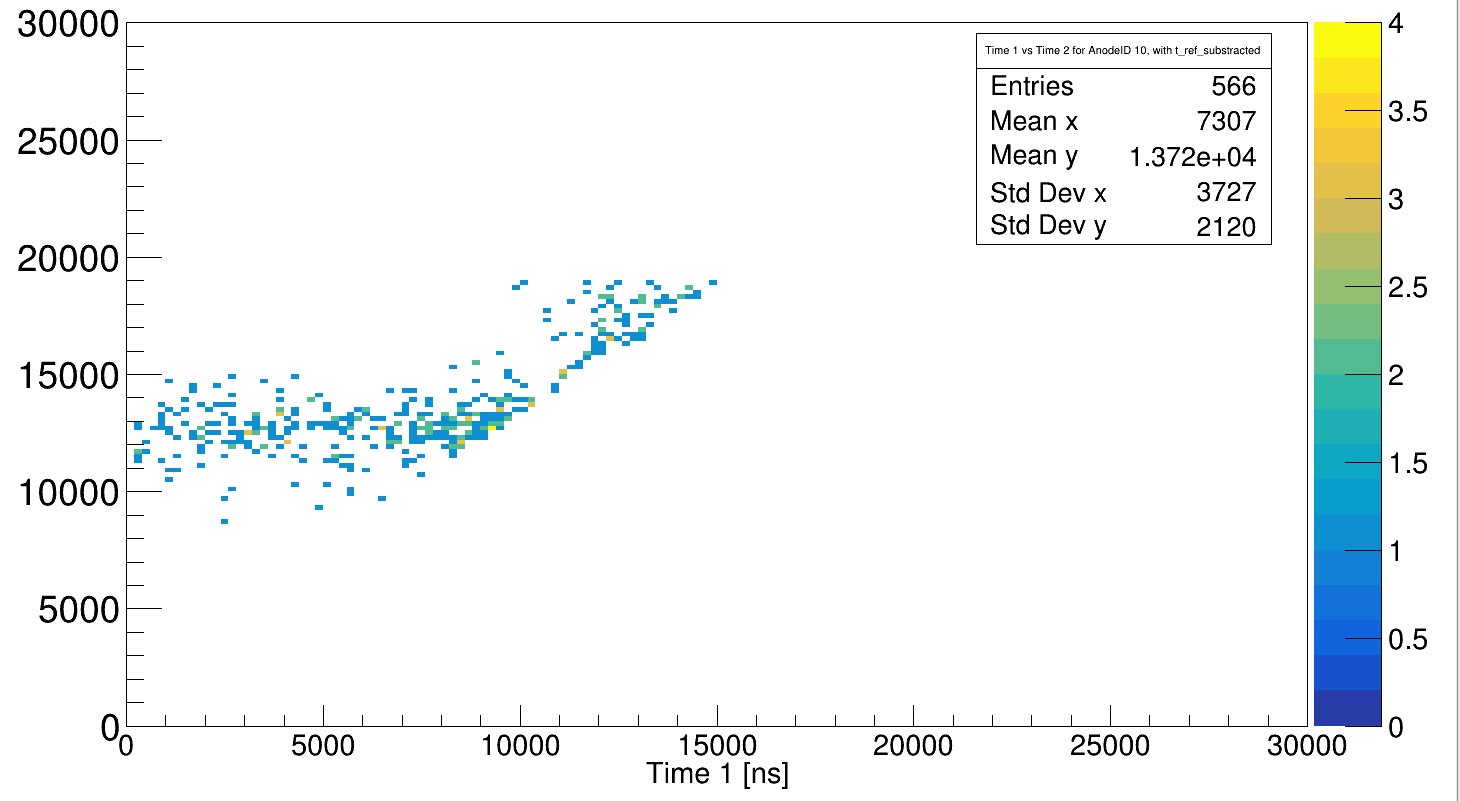 30000
25000
20000
15000
10000
5000
0
Time 1 vs Time 2 for AnodeID 10, with t_ref_substracted
Entries 566
Mean x 7307
Mean y 1.372e+04
Std Dev x 3727
Std Dev y 2120
4
3.5
3
2.5
2
1.5
1
0.5
0
0 5000 10000 15000 20000 25000 30000
Time 1 [ns]